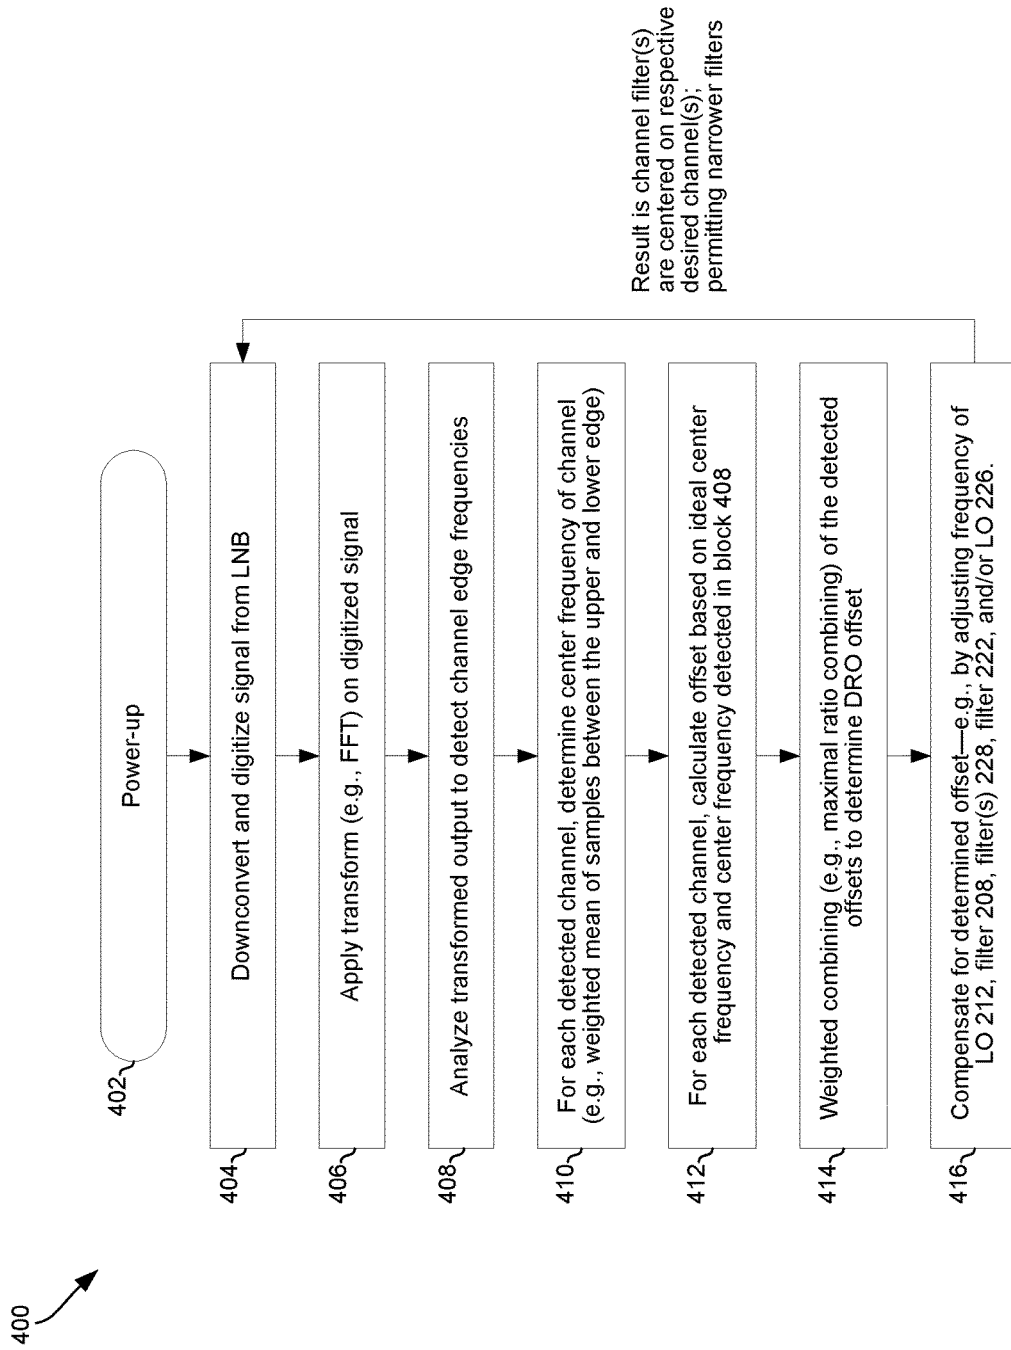 400
402
Power-up
404
Downconvert and digitize signal from LNB
406
Apply transform (e.g., FFT) on digitized signal
408
Analyze transformed output to detect channel edge frequencies
410
For each detected channel, determine center frequency of channel
(e.g., weighted mean of samples between the upper and lower edge)
412
For each detected channel, calculate offset based on ideal center
frequency and center frequency detected in block 408
414
Weighted combining (e.g., maximal ratio combining) of the detected
offsets to determine DRO offset
416
Compensate for determined offset—e.g., by adjusting frequency of
LO 212, filter 208, filter(s) 228, filter 222, and/or LO 226.
Result is channel filter(s)
are centered on respective
desired channel(s);
permitting narrower filters